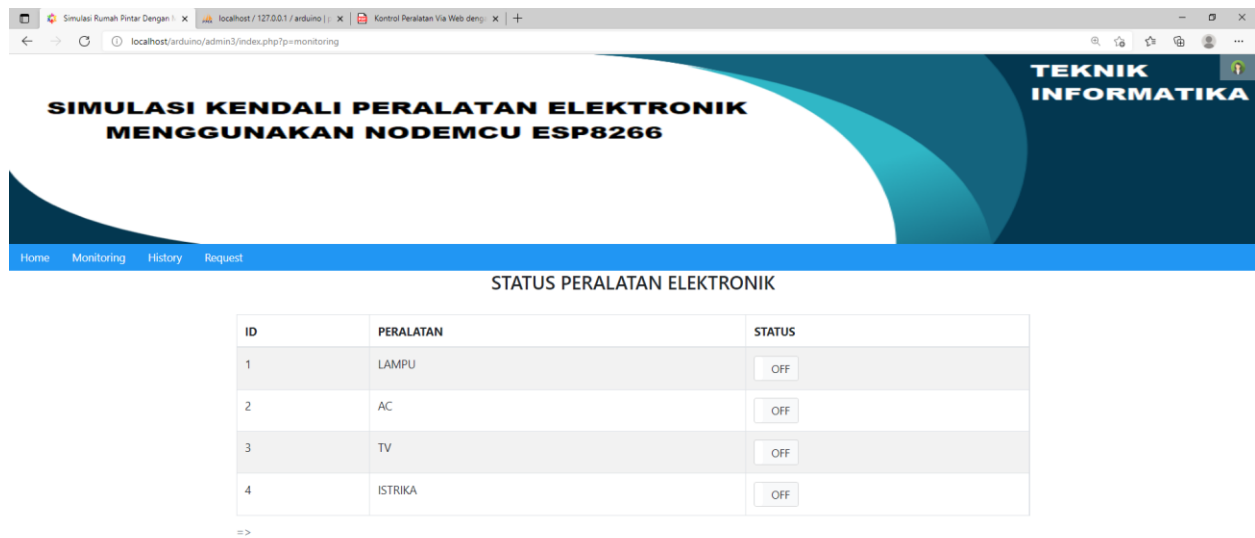 Simulasi Rumah Pintar Dengan
localhost / 127.0.0.1 / arduino | p
Kontrol Peralatan Via Web deng
localhost/arduino/admin3/index.php?p=monitoring
SIMULASI KENDALI PERALATAN ELEKTRONIK
MENGGUNAKAN NODEMCU ESP8266
TEKNIK
INFORMATIKA
Home Monitoring History Request
STATUS PERALATAN ELEKTRONIK
ID PERALATAN STATUS
1 LAMPU OFF
2 AC OFF
3 TV OFF
4 ISTRIKA OFF
=>